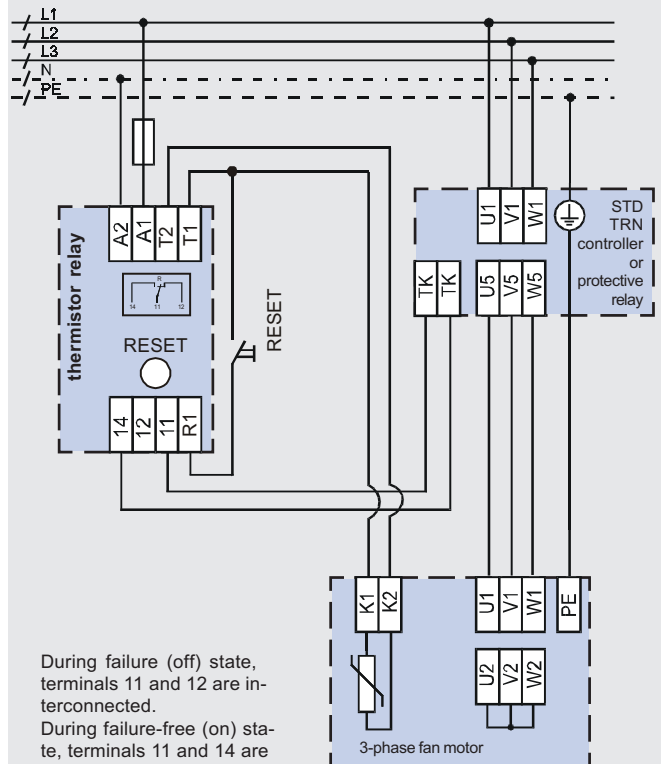 L1
L2
L3
N
PE
thermistor relay
A2 A1 T2 T1
R
14 11 12
RESET
14 12 11 R1
RESET
U1 V1 W1
STD
TRN
controller
or
protective
relay
TK TK U5 V5 W5
K1 K2 U1 V1 W1 PE
U2 V2 W2
3-phase fan motor
During failure (off) state,
terminals 11 and 12 are in-
terconnected.
During failure-free (on) sta-
te, terminals 11 and 14 are